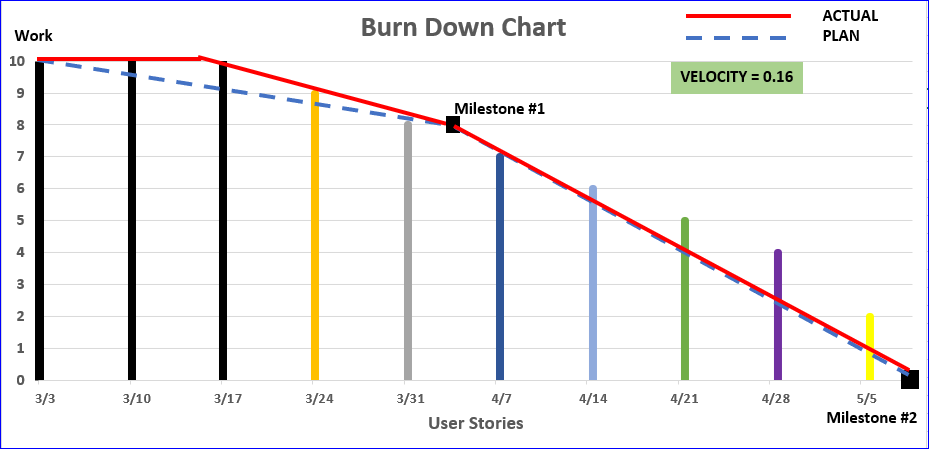 Burn Down Chart
ACTUAL
PLAN
Work
VELOCITY = 0.16
Milestone #1
10
9
8
7
6
5
4
3
2
1
0
3/3 3/10 3/17 3/24 3/31 4/7 4/14 4/21 4/28 5/5
Milestone #2
User Stories